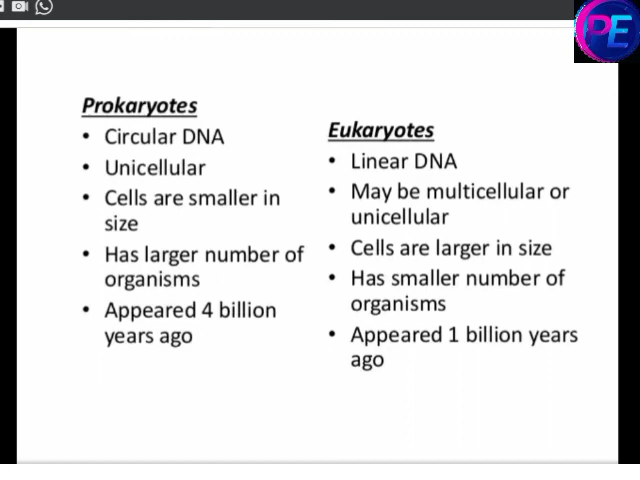 PE
Prokaryotes
• Circular DNA
• Unicellular
• Cells are smaller in
size
• Has larger number of
organisms
• Appeared 4 billion
years ago
Eukaryotes
• Linear DNA
• May be multicellular or
unicellular
• Cells are larger in size
• Has smaller number of
organisms
• Appeared 1 billion years
ago